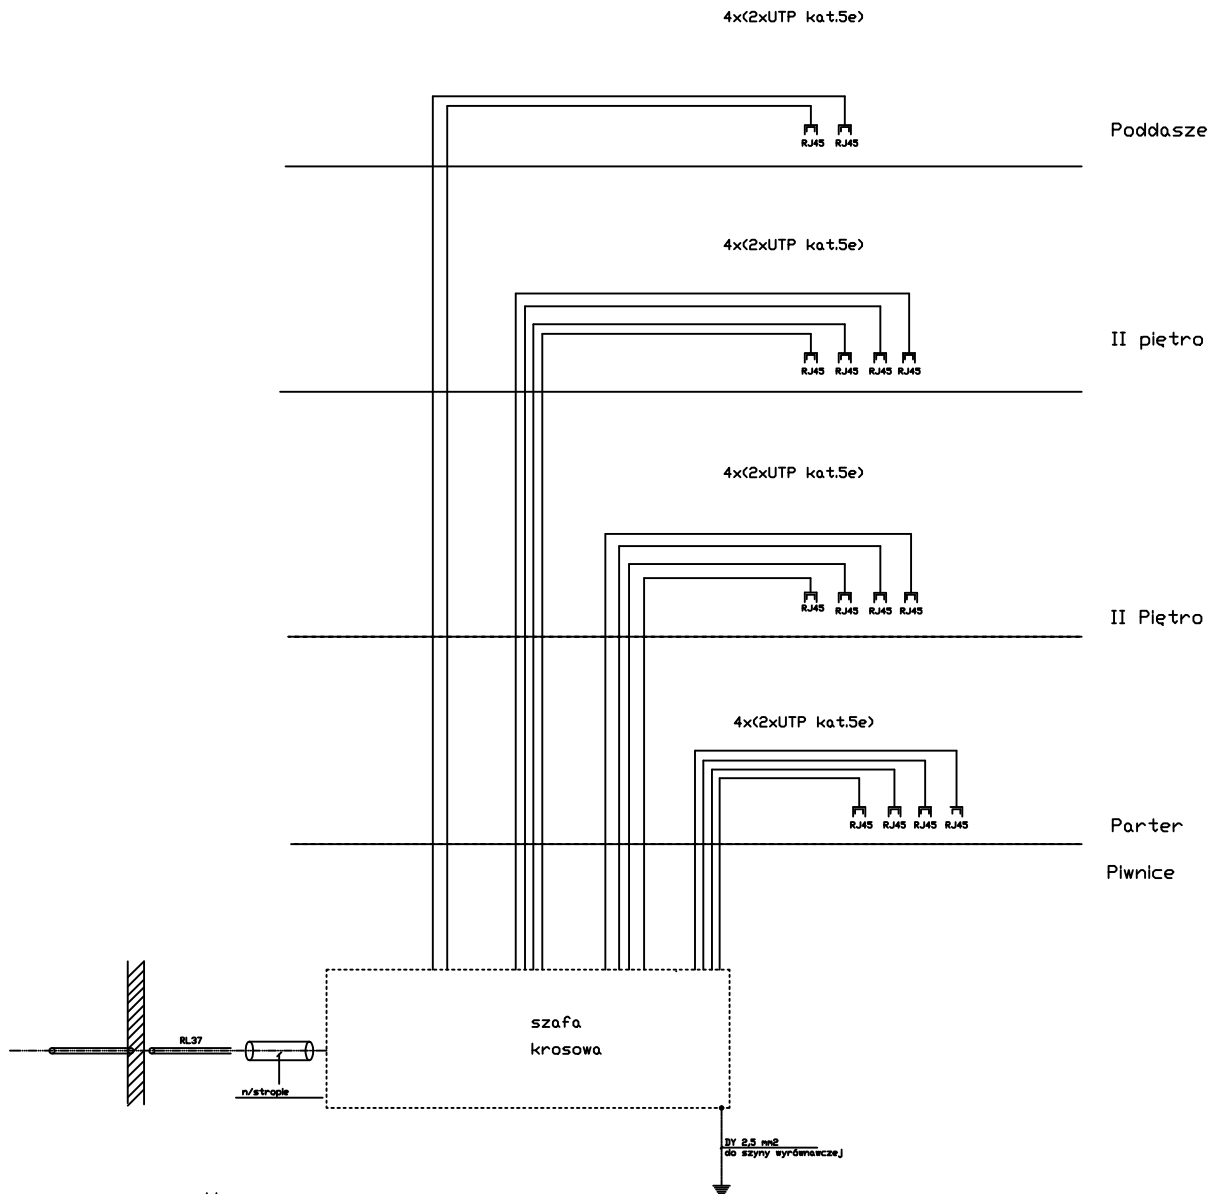 4x(2xUTP kat.5e)
RJ45 RJ45
Poddasze
4x(2xUTP kat.5e)
II piętro
RJ45 RJ45 RJ45 RJ45
4x(2xUTP kat.5e)
RJ45 RJ45 RJ45 RJ45
II Piętro
4x(2xUTP kat.5e)
RJ45 RJ45 RJ45 RJ45
Parter
Piwnice
szafa
krosowa
RL37
n/stropie
DY 2,5 mm2
do szyny wyrównawczej